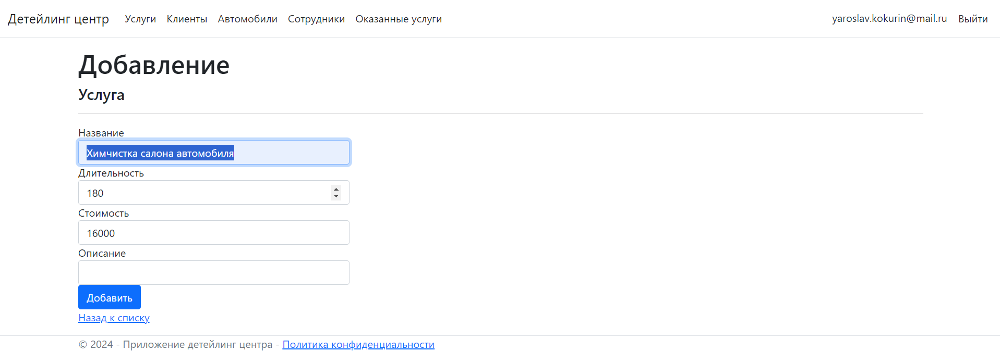 Детейлинг центр Услуги Клиенты Автомобили Сотрудники Оказанные услуги yaroslav.kokurin@mail.ru Выйти
Добавление
Услуга
Название
Химчистка салона автомобиля
Длительность
180
Стоимость
16000
Описание
Добавить
Назад к списку
© 2024 - Приложение детейлинг центра - Политика конфиденциальности